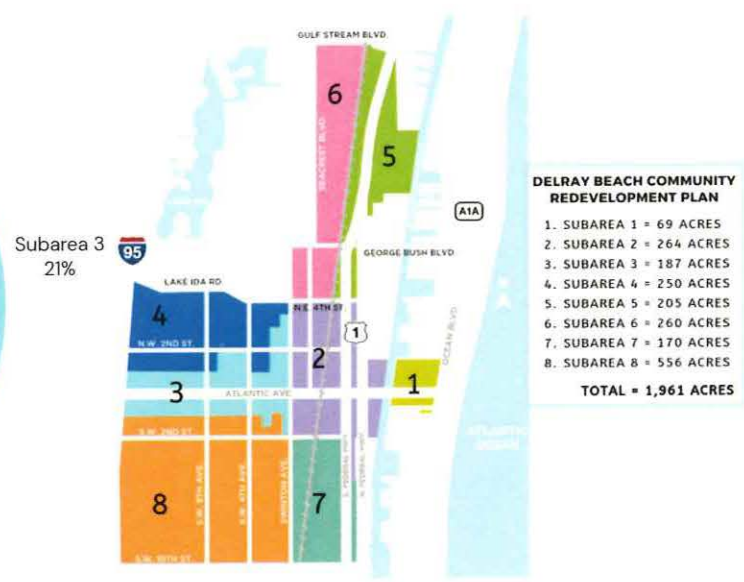 GULF STREAM BLVD.
6
SEACREST BLVD.
5
A1A
Subarea 3
21%
95
GEORGE BUSH BLVD.
LAKE IDA RD
N.E. 4TH ST.
4
1
N.W. 2ND ST.
2
OCEAN BLVD
3
ATLANTIC AVE
1
S.W. 2ND ST.
ATLANTIC
OCEAN
8
S.W. 8TH AVE.
S.W. 4TH AVE.
SWINTON AVE.
7
S. FEDERAL HWY
N. FEDERAL HWY
S.W. 10TH ST.
DELRAY BEACH COMMUNITY
REDEVELOPMENT PLAN
1. SUBAREA 1 = 69 ACRES
2. SUBAREA 2 = 264 ACRES
3. SUBAREA 3 = 187 ACRES
4. SUBAREA 4 = 250 ACRES
5. SUBAREA 5 = 205 ACRES
6. SUBAREA 6 = 260 ACRES
7. SUBAREA 7 = 170 ACRES
8. SUBAREA 8 = 556 ACRES
TOTAL = 1,961 ACRES